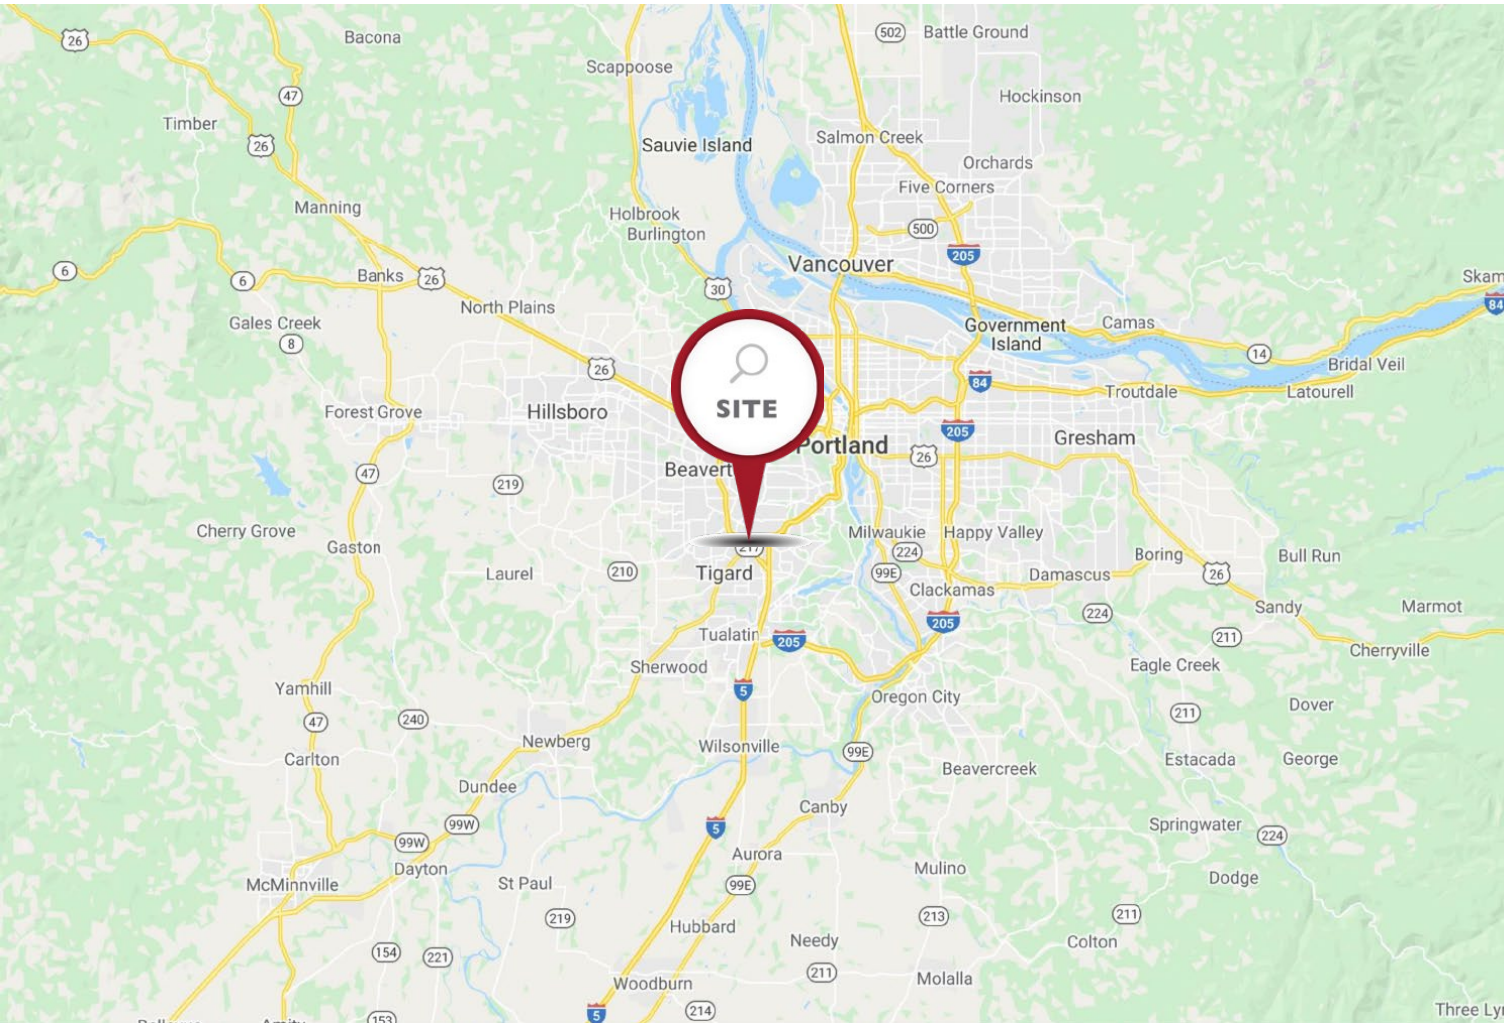 26
Bacona
502
Battle Ground
Scappoose
47
Hockinson
Timber
26
Sauvie Island
Salmon Creek
Orchards
Five Corners
Manning
Holbrook
Burlington
500
205
Vancouver
6
6
Banks
26
30
Skam
84
North Plains
Gales Creek
8
Government
Island
Camas
14
26
Bridal Veil
84
Troutdale
Latourell
SITE
Forest Grove
Hillsboro
205
Portland
Gresham
26
Beavert
47
219
Cherry Grove
Gaston
Milwaukie
Happy Valley
217
224
Boring
Bull Run
Laurel
210
Tigard
99E
Damascus
26
Clackamas
224
Sandy
Marmot
205
Tualatin
205
211
Cherryville
Sherwood
Eagle Creek
5
Yamhill
Oregon City
Dover
47
240
211
Newberg
Wilsonville
99E
Carlton
Beavercreek
Estacada
George
Dundee
Canby
99W
5
Springwater
224
99W
Aurora
Dayton
Mulino
McMinnville
St Paul
99E
Dodge
219
213
211
Hubbard
Needy
Colton
154
221
211
Molalla
Woodburn
5
214
Three Ly
153